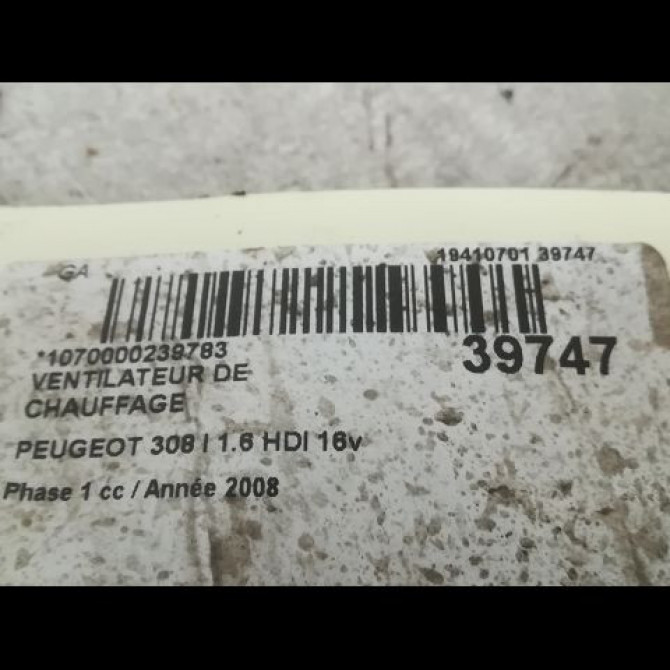 GA
19410701 39747
*1070000239783
39747
VENTILATEUR DE
CHAUFFAGE
PEUGEOT 308 I 1.6 HDI 16v
Phase 1 cc / Année 2008